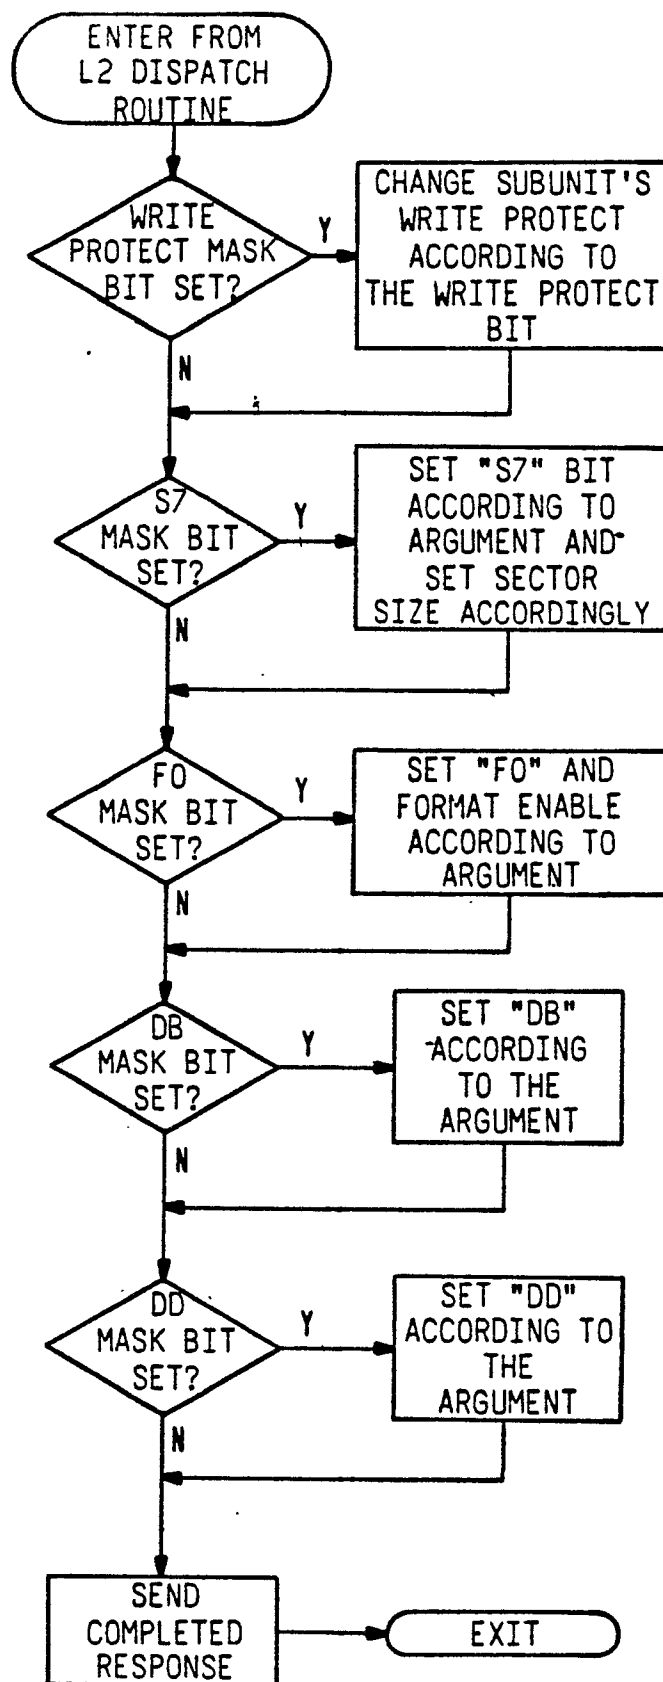 ENTER FROM
L2 DISPATCH
ROUTINE
WRITE
PROTECT MASK
BIT SET?
Y
CHANGE SUBUNIT'S
WRITE PROTECT
ACCORDING TO
THE WRITE PROTECT
BIT
N
S7
MASK BIT
SET?
Y
SET "S7" BIT
ACCORDING TO
ARGUMENT AND
SET SECTOR
SIZE ACCORDINGLY
N
FO
MASK BIT
SET?
Y
SET "FO" AND
FORMAT ENABLE
ACCORDING TO
ARGUMENT
N
DB
MASK BIT
SET?
Y
SET "DB"
ACCORDING
TO THE
ARGUMENT
N
DD
MASK BIT
SET?
Y
SET "DD"
ACCORDING TO
THE
ARGUMENT
N
SEND
COMPLETED
RESPONSE
EXIT